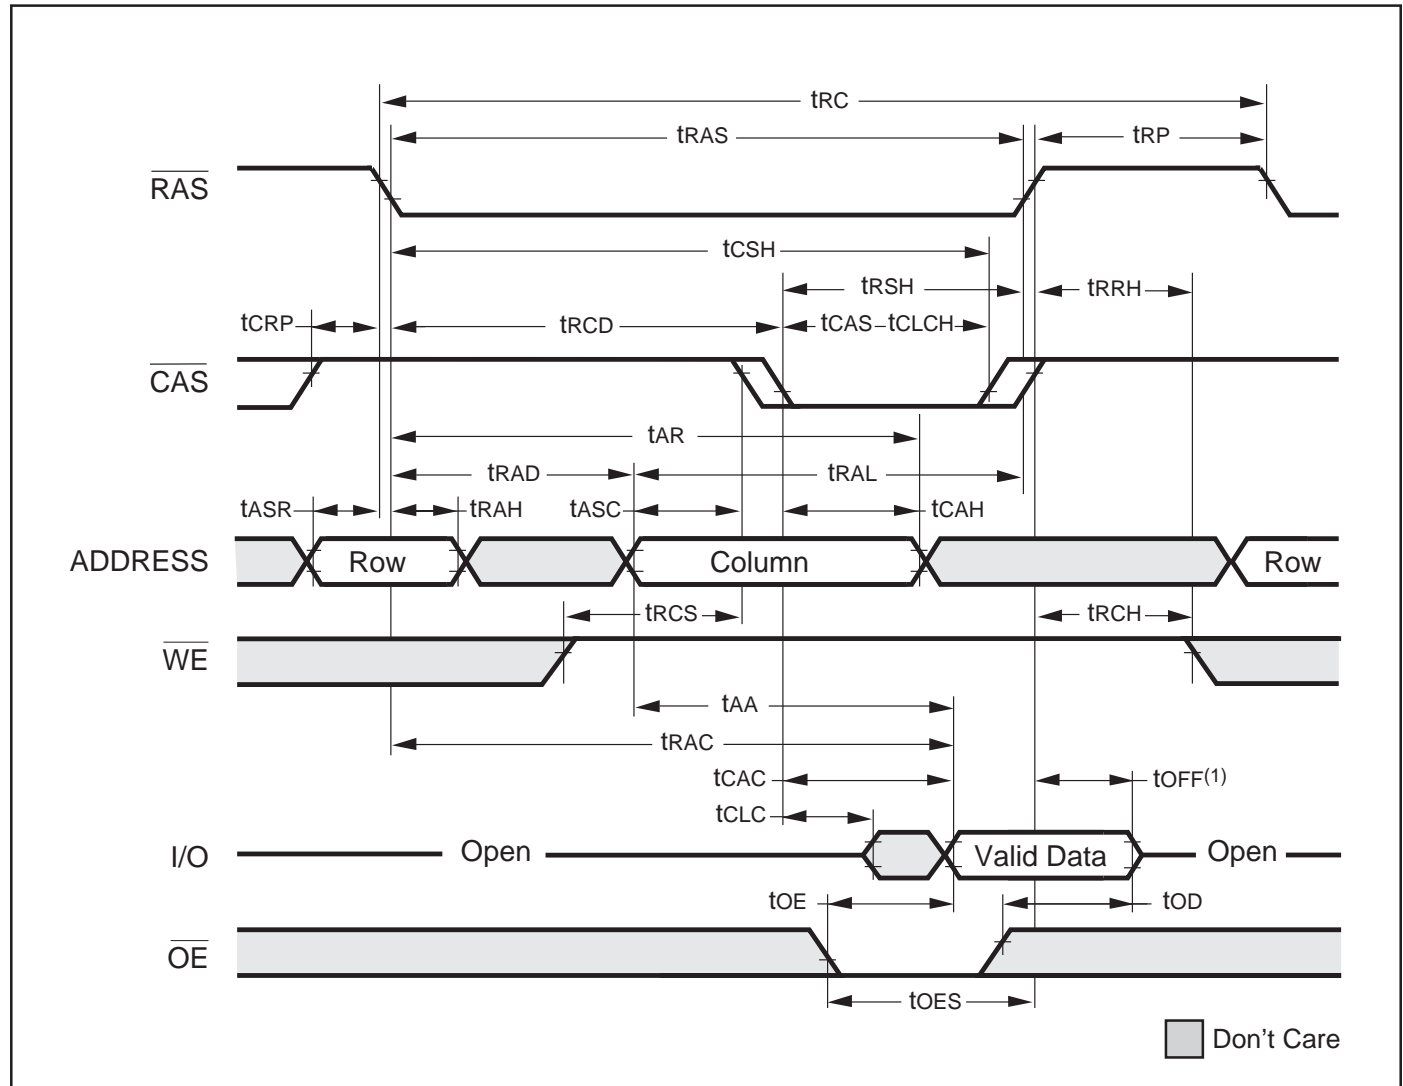 tRC
tRAS tRP
RAS
tCSH
tRSH tRRH
tCRP tRCD tCAS tCLCH
CAS
tAR
tRAD tRAL
tASR tRAH tASC tCAH
ADDRESS Row Column Row
tRCS tRCH
WE
tAA
tRAC
tCAC tOFF(1)
tCLC
I/O Open Valid Data Open
tOE tOD
OE
tOES
Don't Care